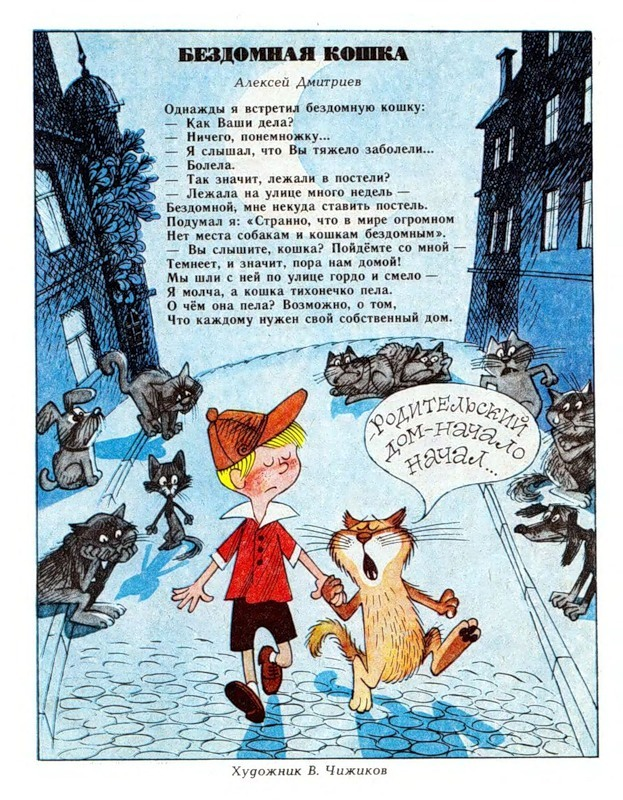 БЕЗДОМНАЯ КОШКА
Алексей Дмитриев
Однажды я встретил бездомную кошку:
— Как Ваши дела?
— Ничего, понемножку...
— Я слышал, что Вы тяжело заболели...
— Болела.
— Так значит, лежали в постели?
— Лежала на улице много недель —
Бездомной, мне некуда ставить постель.
Подумал я: «Странно, что в мире огромном
Нет места собакам и кошкам бездомным».
— Вы слышите, кошка? Пойдёмте со мной —
Темнеет, и значит, пора нам домой!
Мы шли с ней по улице гордо и смело —
Я молча, а кошка тихонечко пела.
О чём она пела? Возможно, о том,
Что каждому нужен свой собственный дом.
-РОДИТЕЛЬСКИЙ
ДОМ-НАЧАЛО
НАЧАЛ...
Художник В. Чижиков